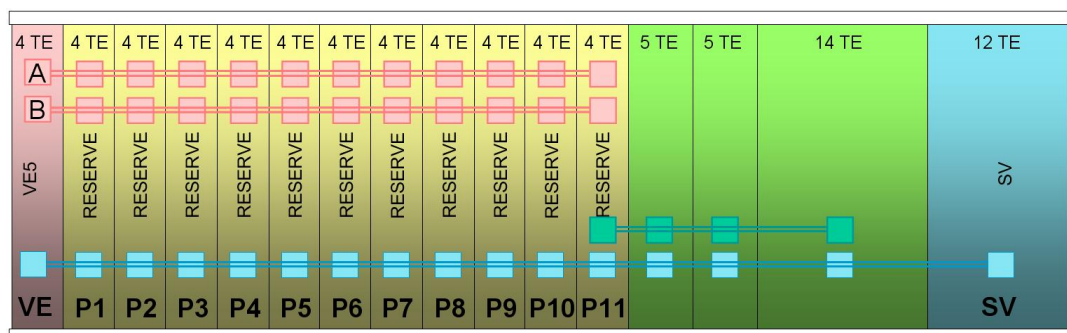 4 TE 4 TE 4 TE 4 TE 4 TE 4 TE 4 TE 4 TE 4 TE 4 TE 4 TE 4 TE 5 TE 5 TE 14 TE 12 TE
A
B
VE5 RESERVE RESERVE RESERVE RESERVE RESERVE RESERVE RESERVE RESERVE RESERVE RESERVE RESERVE SV
VE P1 P2 P3 P4 P5 P6 P7 P8 P9 P10 P11 SV